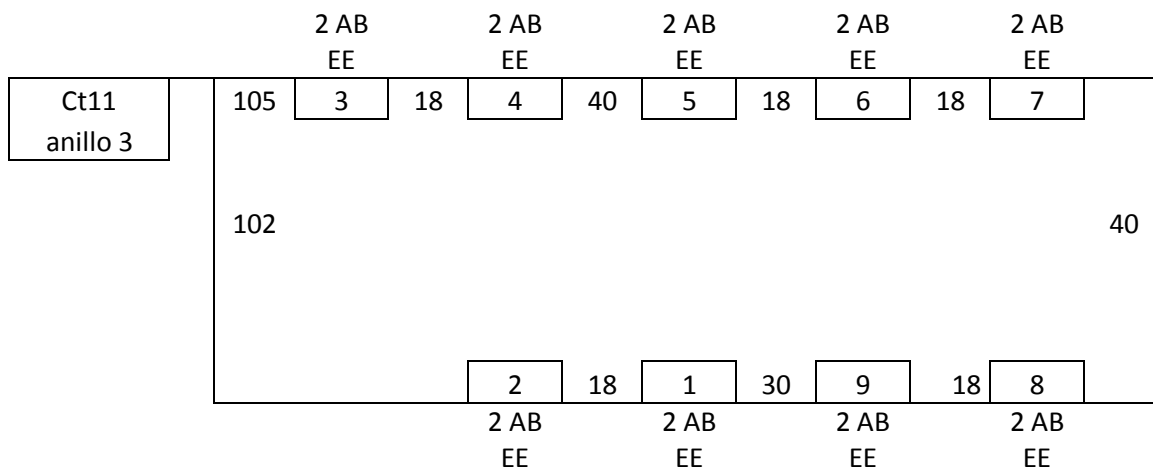 2 AB 2 AB 2 AB 2 AB 2 AB
EE EE EE EE EE
Ct11 105 3 18 4 40 5 18 6 18 7
anillo 3
102 40
2 18 1 30 9 18 8
2 AB 2 AB 2 AB 2 AB
EE EE EE EE